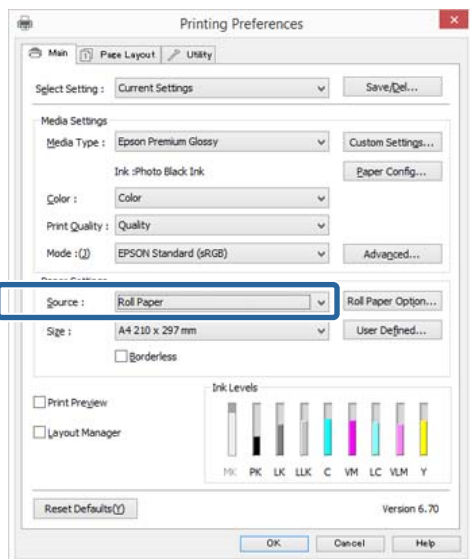 Printing Preferences
Main Page Layout Utility
Select Setting : Current Settings Save/Del...
Media Settings
Media Type : Epson Premium Glossy Custom Settings...
Ink :Photo Black Ink Paper Config...
Color : Color
Print Quality : Quality
Mode :(J) EPSON Standard (sRGB) Advanced...
Paper Settings
Source : Roll Paper Roll Paper Option...
Size : A4 210 x 297 mm User Defined...
Borderless
Ink Levels
Print Preview
Layout Manager
MK PK LK LLK C VM LC VLM Y
Reset Defaults(Y) Version 6.70
OK Cancel Help